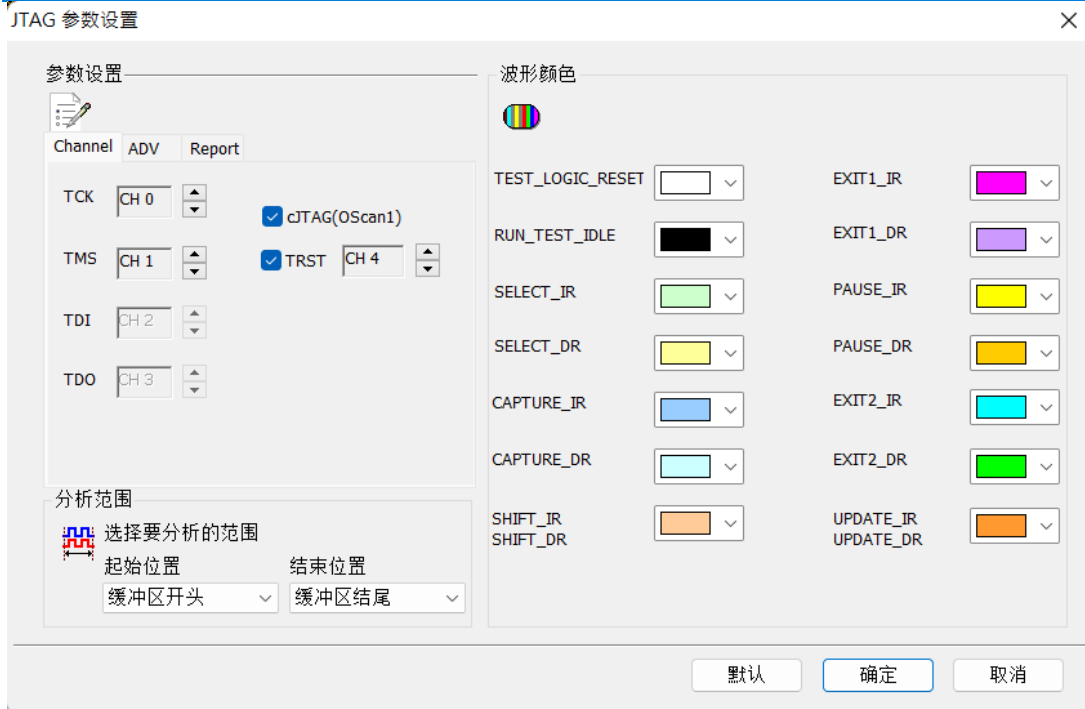 JTAG 参数设置
参数设置
Channel ADV Report
TCK CH 0
cJTAG(OScan1)
TMS CH 1
TRST CH 4
TDI CH 2
TDO CH 3
分析范围
选择要分析的范围
起始位置 结束位置
缓冲区开头 缓冲区结尾
波形颜色
TEST_LOGIC_RESET EXIT1_IR
RUN_TEST_IDLE EXIT1_DR
SELECT_IR PAUSE_IR
SELECT_DR PAUSE_DR
CAPTURE_IR EXIT2_IR
CAPTURE_DR EXIT2_DR
SHIFT_IR UPDATE_IR
SHIFT_DR UPDATE_DR
默认 确定 取消